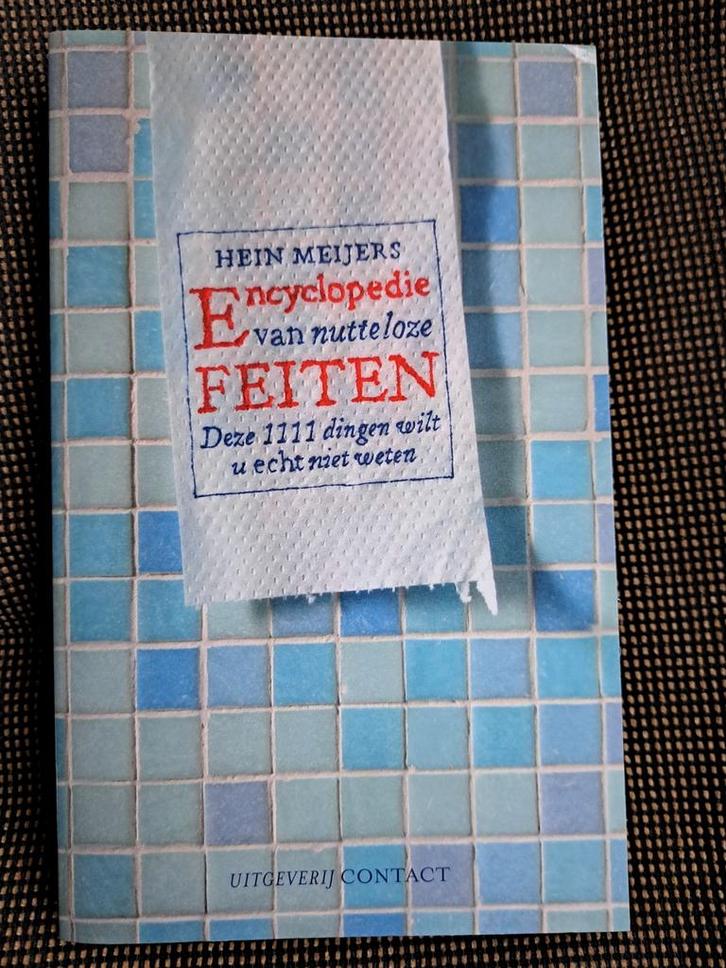 HEIN MEIJERS
Encyclopedie
van nutteloze
FEITEN
Deze 1111 dingen wilt
u echt niet weten
UITGEVERIJ CONTACT